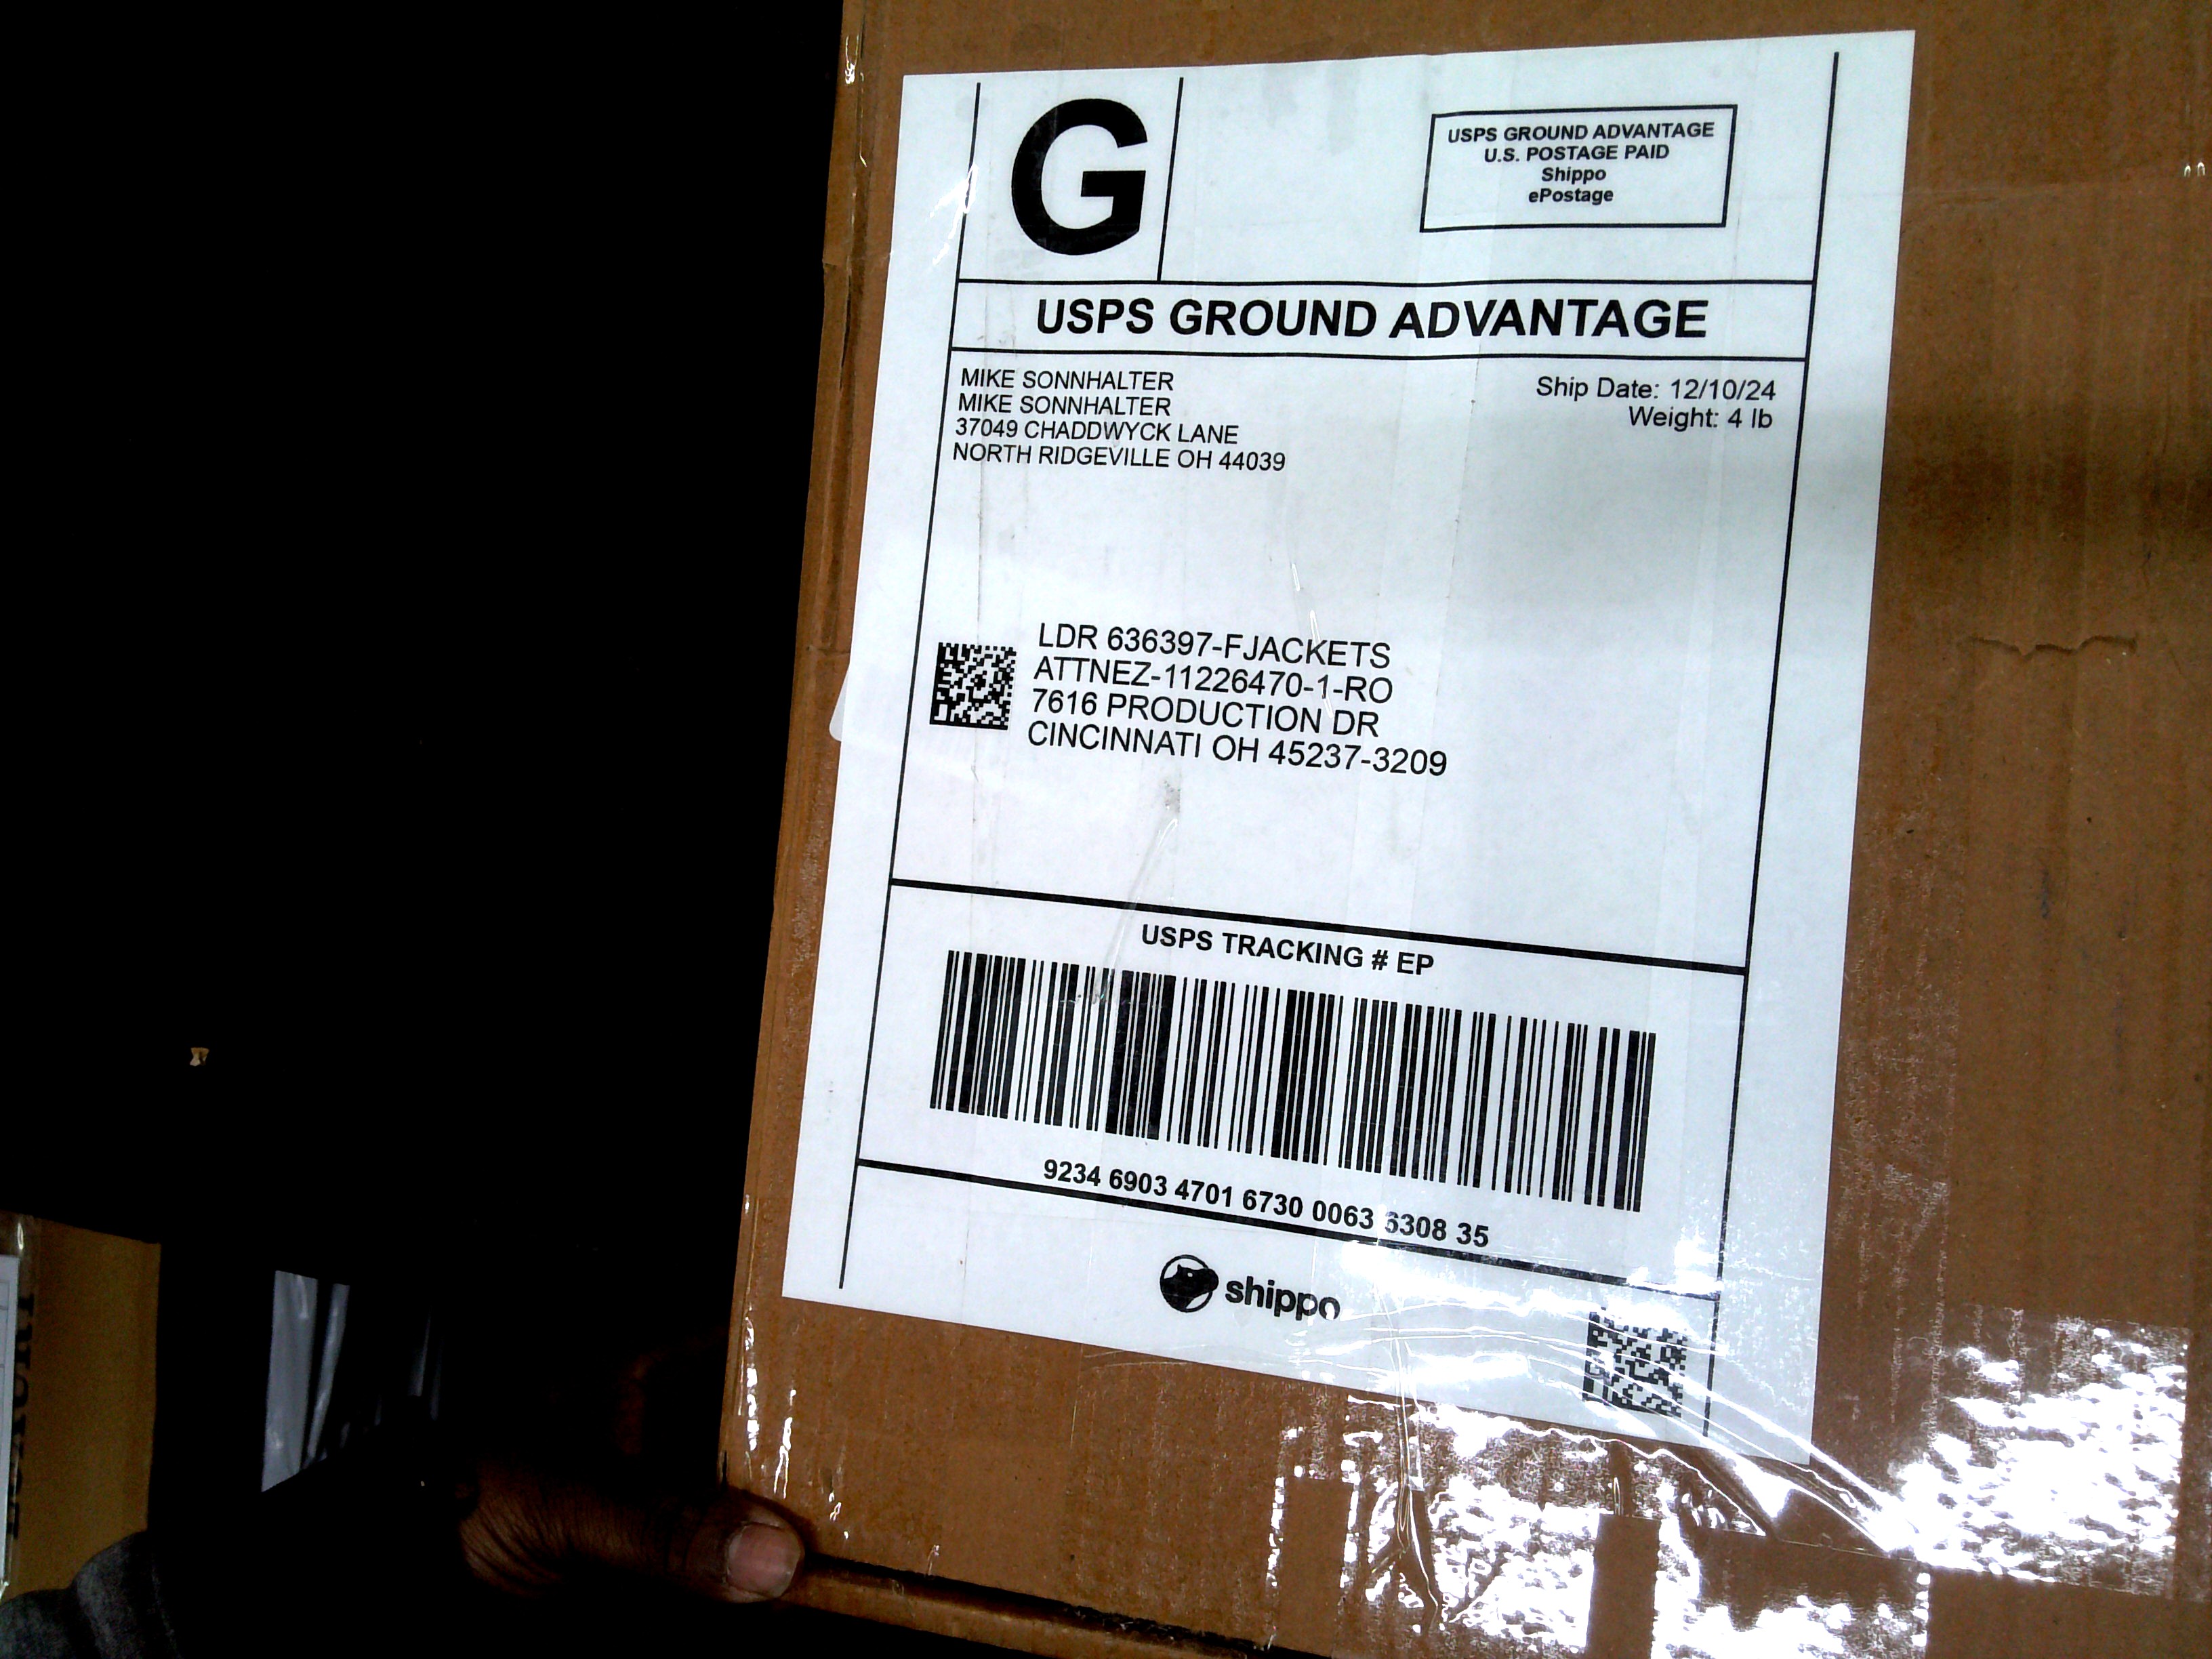 G
USPS GROUND ADVANTAGE
U.S. POSTAGE PAID
Shippo
ePostage
USPS GROUND ADVANTAGE
MIKE SONNHALTER
MIKE SONNHALTER
37049 CHADDWYCK LANE
NORTH RIDGEVILLE OH 44039
Ship Date: 12/10/24
Weight: 4 lb
LDR 636397-FJACKETS
ATTNEZ-11226470-1-RO
7616 PRODUCTION DR
CINCINNATI OH 45237-3209
USPS TRACKING # EP
9234 6903 4701 6730 0063 6308 35
shippo